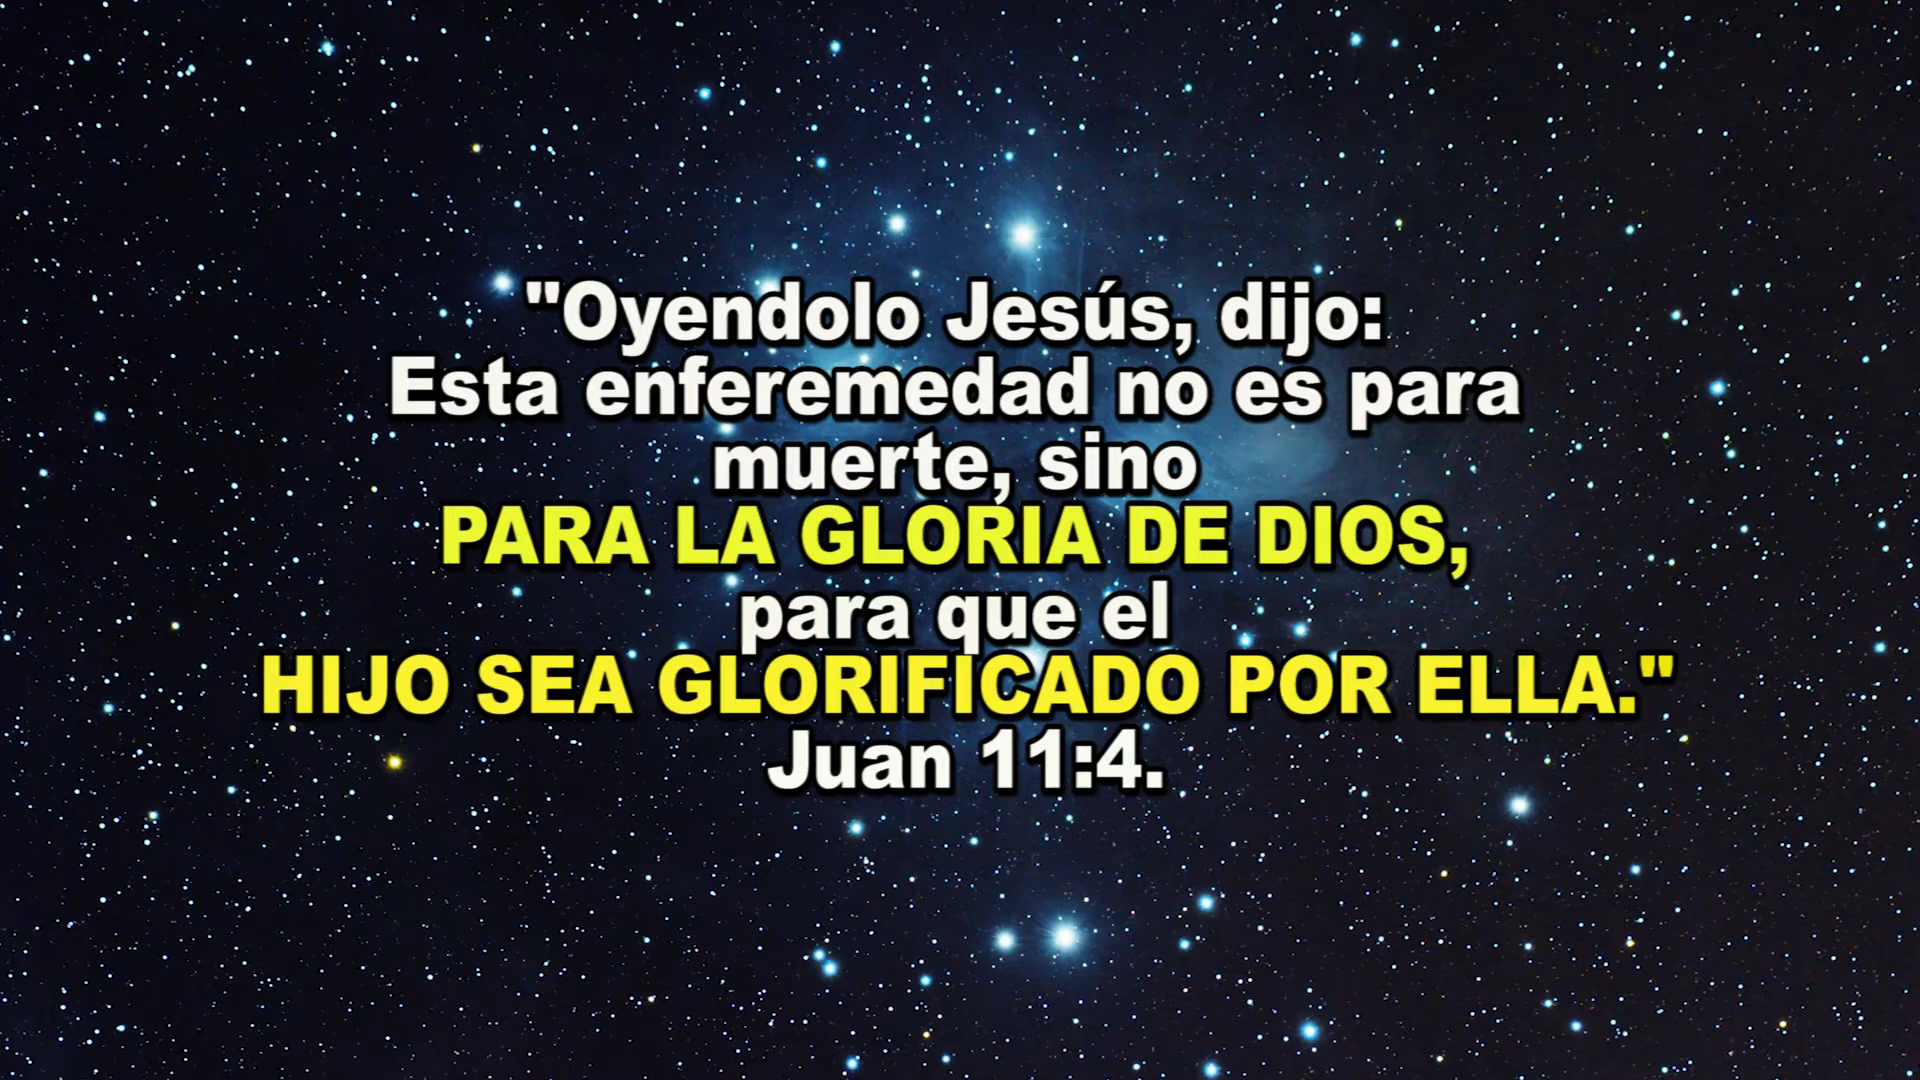 "Oyendolo Jesús, dijo:
Esta enferemedad no es para
muerte, sino
PARA LA GLORIA DE DIOS,
para que el
HIJO SEA GLORIFICADO POR ELLA."
Juan 11:4.